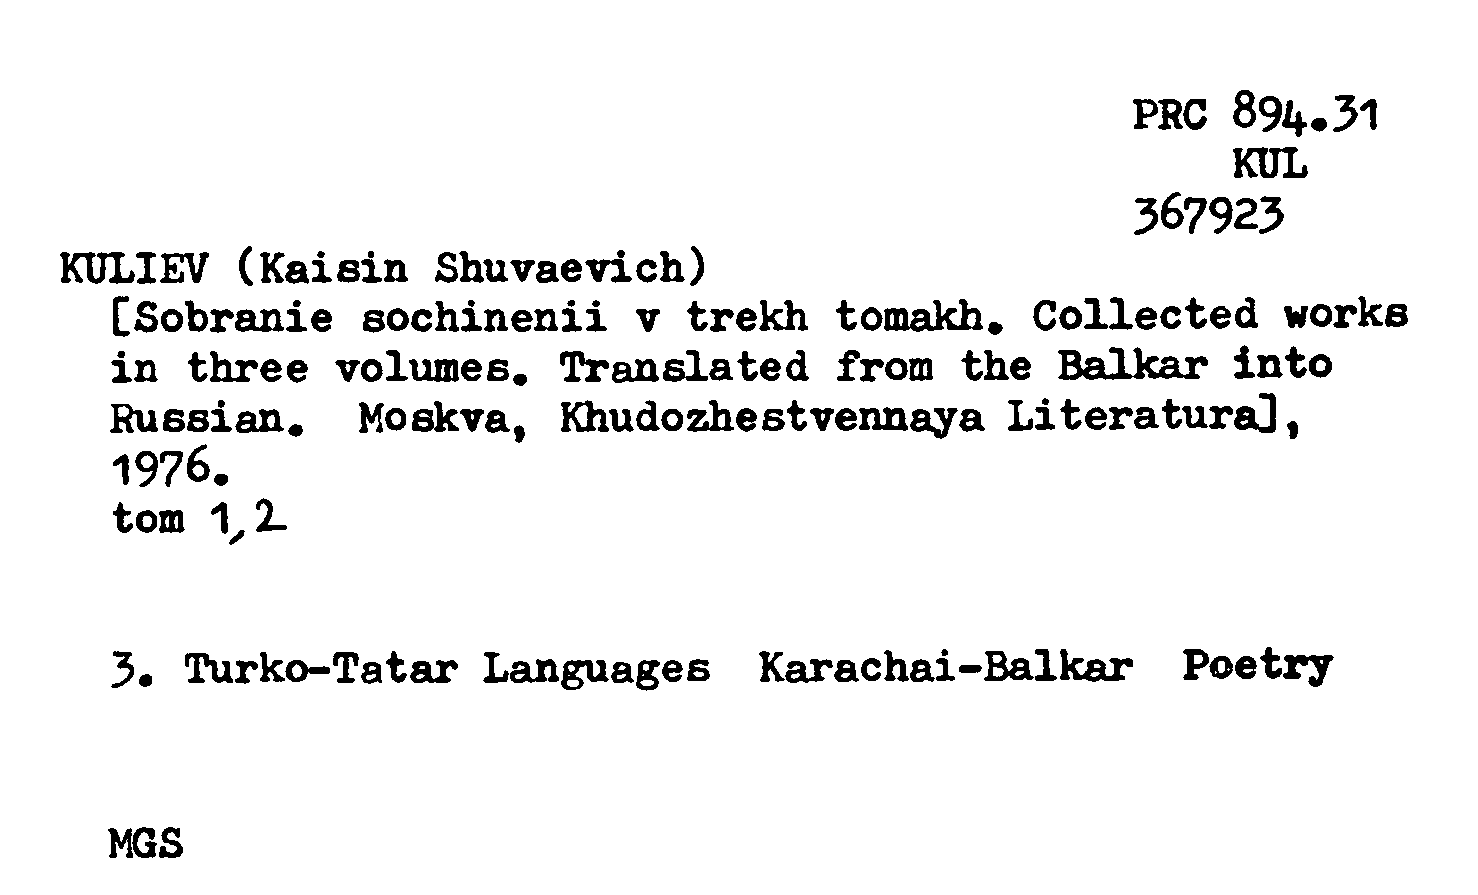 PRC 894.31
KUL
367923
KULIEV (Kaisin Shuvaevich)
[Sobranie sochinenii v trekh tomakh. Collected works
in three volumes. Translated from the Balkar into
Russian. Moskva, Khudozhestvennaya Literatura],
1976.
tom 1,2
3. Turko-Tatar Languages Karachai-Balkar Poetry
MGS